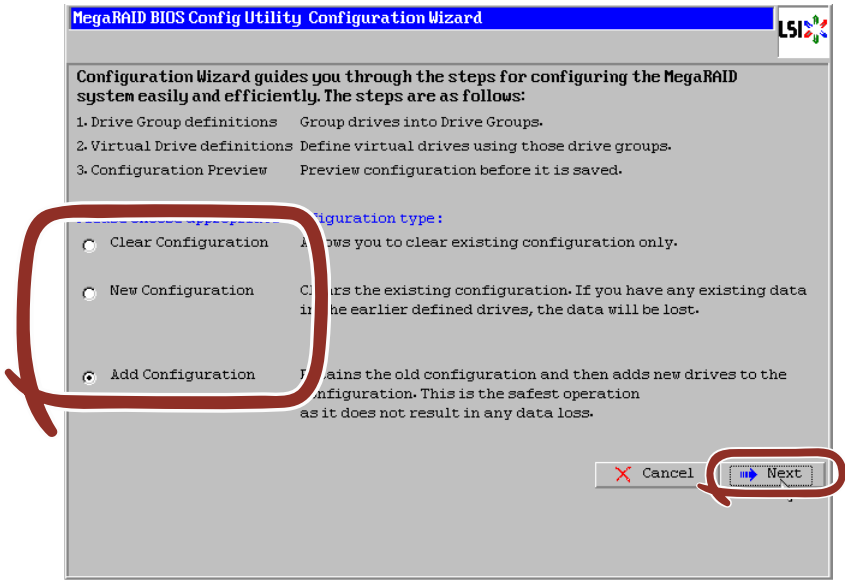 MegaRAID BIOS Config Utility Configuration Wizard
LSI
Configuration Wizard guides you through the steps for configuring the MegaRAID
system easily and efficiently. The steps are as follows:
1. Drive Group definitions Group drives into Drive Groups.
2. Virtual Drive definitions Define virtual drives using those drive groups.
3. Configuration Preview Preview configuration before it is saved.
type:
Clear Configuration you to clear existing configuration only.
New Configuration the existing configuration. If you have any existing data
in the earlier defined drives, the data will be lost.
Add Configuration the old configuration and then adds new drives to the
configuration. This is the safest operation
as it does not result in any data loss.
Cancel Next